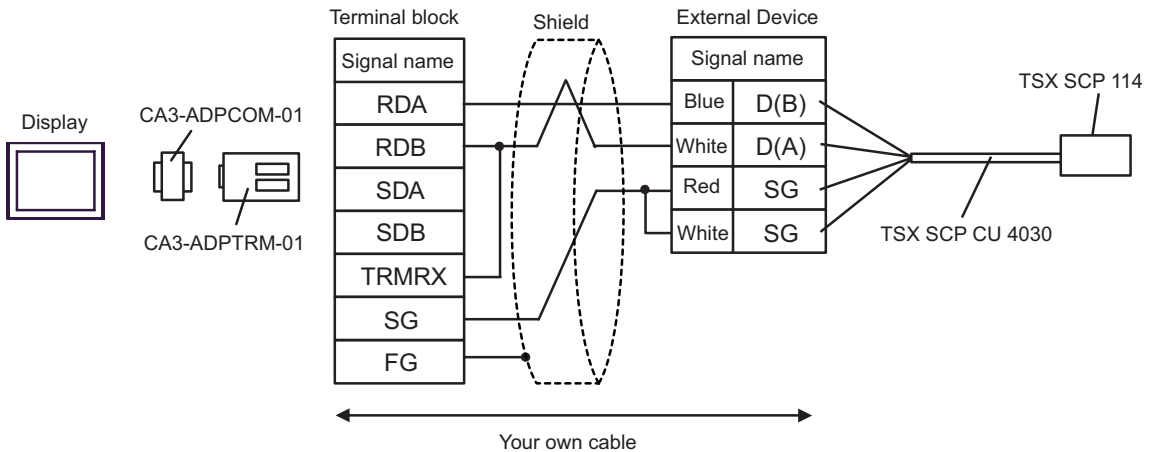 Terminal block
Shield
External Device
Signal name
Signal name
TSX SCP 114
RDA
Blue
D(B)
Display
CA3-ADPCOM-01
RDB
White
D(A)
SDA
Red
SG
SDB
White
SG
CA3-ADPTRM-01
TSX SCP CU 4030
TRMRX
SG
FG
Your own cable